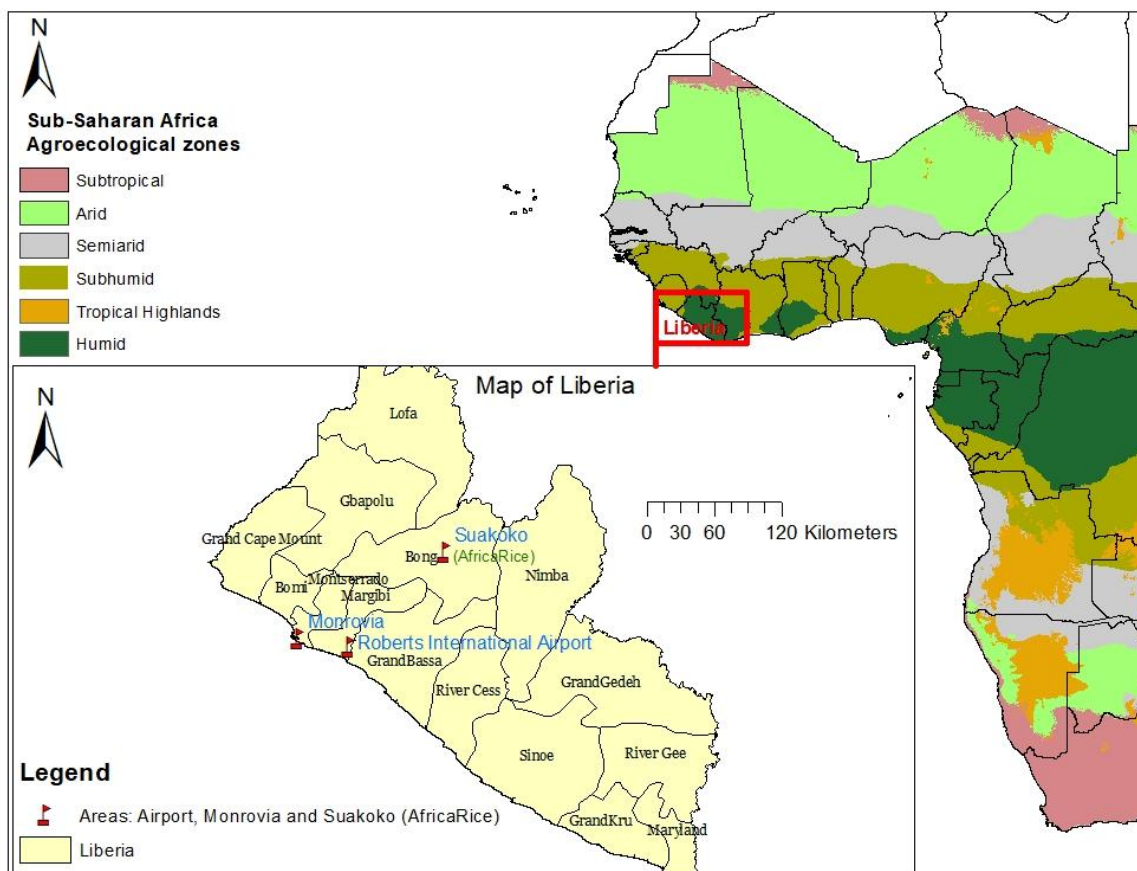 N
Sub-Saharan Africa
Agroecological zones
Subtropical
Arid
Semiarid
Subhumid
Tropical Highlands
Humid
Liberia
Map of Liberia
N
Lofa
Gbapolu
0 30 60 120 Kilometers
Suakoko
(AfricaRice)
Grand Cape Mount
Bong
Nimba
Bomi
Montserrado
Margibi
Monrovia
Roberts International Airport
GrandBassa
River Cess
GrandGedeh
Sinoe
River Gee
GrandKru
Maryland
Legend
Areas: Airport, Monrovia and Suakoko (AfricaRice)
Liberia